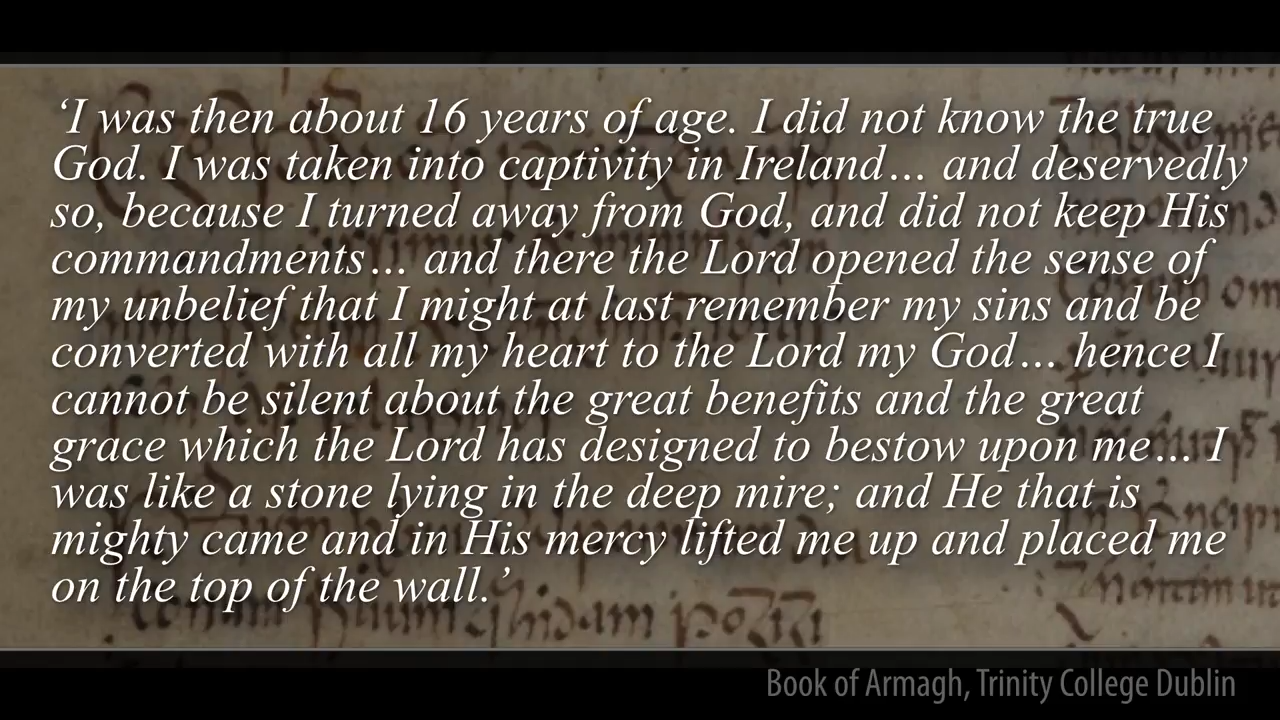 ‘I was then about 16 years of age. I did not know the true
God. I was taken into captivity in Ireland… and deservedly
so, because I turned away from God, and did not keep His
commandments… and there the Lord opened the sense of
my unbelief that I might at last remember my sins and be
converted with all my heart to the Lord my God… hence I
cannot be silent about the great benefits and the great
grace which the Lord has designed to bestow upon me… I
was like a stone lying in the deep mire; and He that is
mighty came and in His mercy lifted me up and placed me
on the top of the wall.’
Book of Armagh, Trinity College Dublin